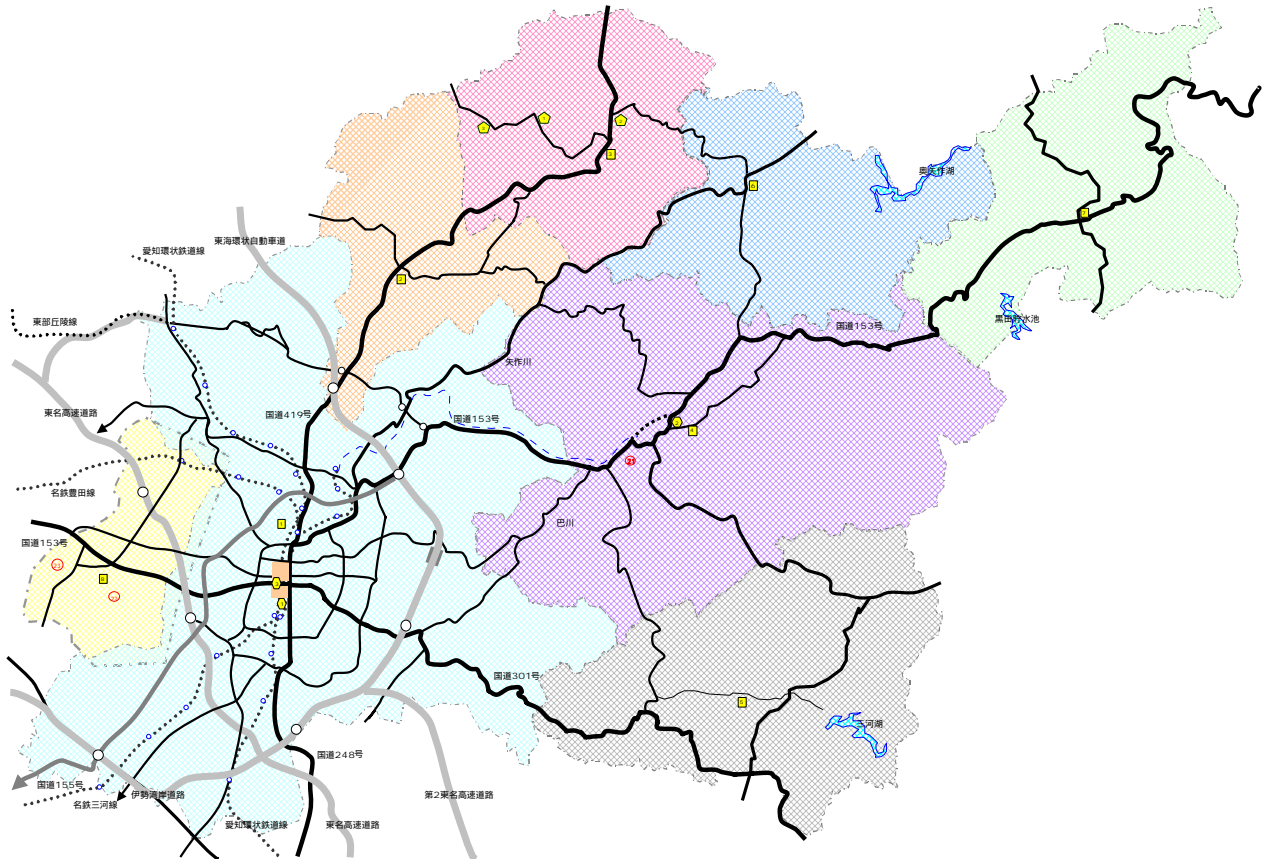 奥矢作湖
東海環状自動車道
愛知環状鉄道線
東部丘陵線
黒田貯水池
国道153号
矢作川
東名高速道路
国道419号
国道153号
名鉄豊田線
巴川
国道153号
国道301号
三河湖
国道248号
国道155号
伊勢湾岸道路
第2東名高速道路
名鉄三河線
愛知環状鉄道線
東名高速道路